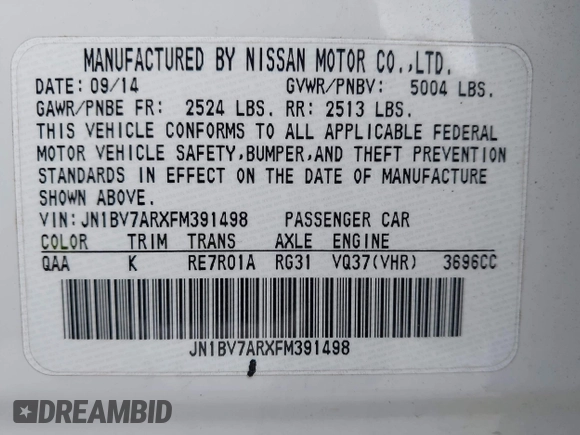 MANUFACTURED BY NISSAN MOTOR CO.,LTD.
DATE: 09/14 GVWR/PNBV: 5004 LBS.
GAWR/PNBE FR: 2524 LBS. RR: 2513 LBS.
THIS VEHICLE CONFORMS TO ALL APPLICABLE FEDERAL
MOTOR VEHICLE SAFETY,BUMPER,AND THEFT PREVENTION
STANDARDS IN EFFECT ON THE DATE OF MANUFACTURE
SHOWN ABOVE.
VIN:JN1BV7ARXFM391498 PASSENGER CAR
COLOR TRIM TRANS AXLE ENGINE
QAA K RE7R01A RG31 VQ37(VHR) 3696CC
JN1BV7ARXFM391498
DREAMBID